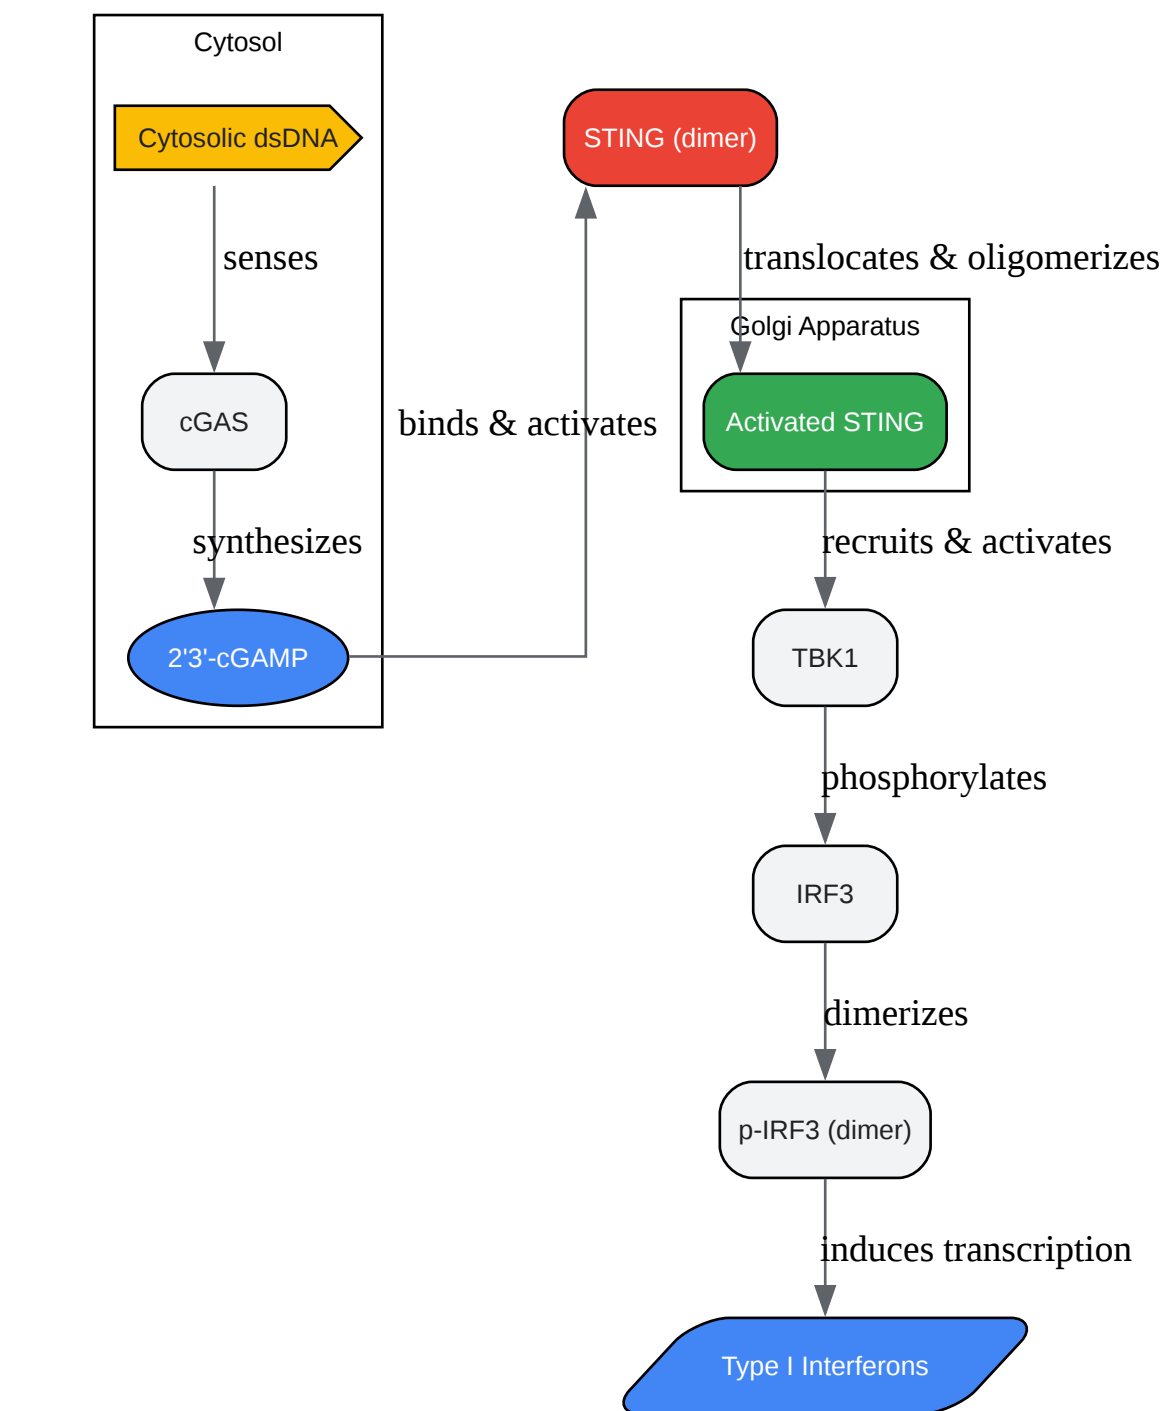 Cytosol
Cytosolic dsDNA
senses
cGAS
synthesizes
2'3'-cGAMP
binds & activates
STING (dimer)
translocates & oligomerizes
Golgi Apparatus
Activated STING
recruits & activates
TBK1
phosphorylates
IRF3
dimerizes
p-IRF3 (dimer)
induces transcription
Type I Interferons